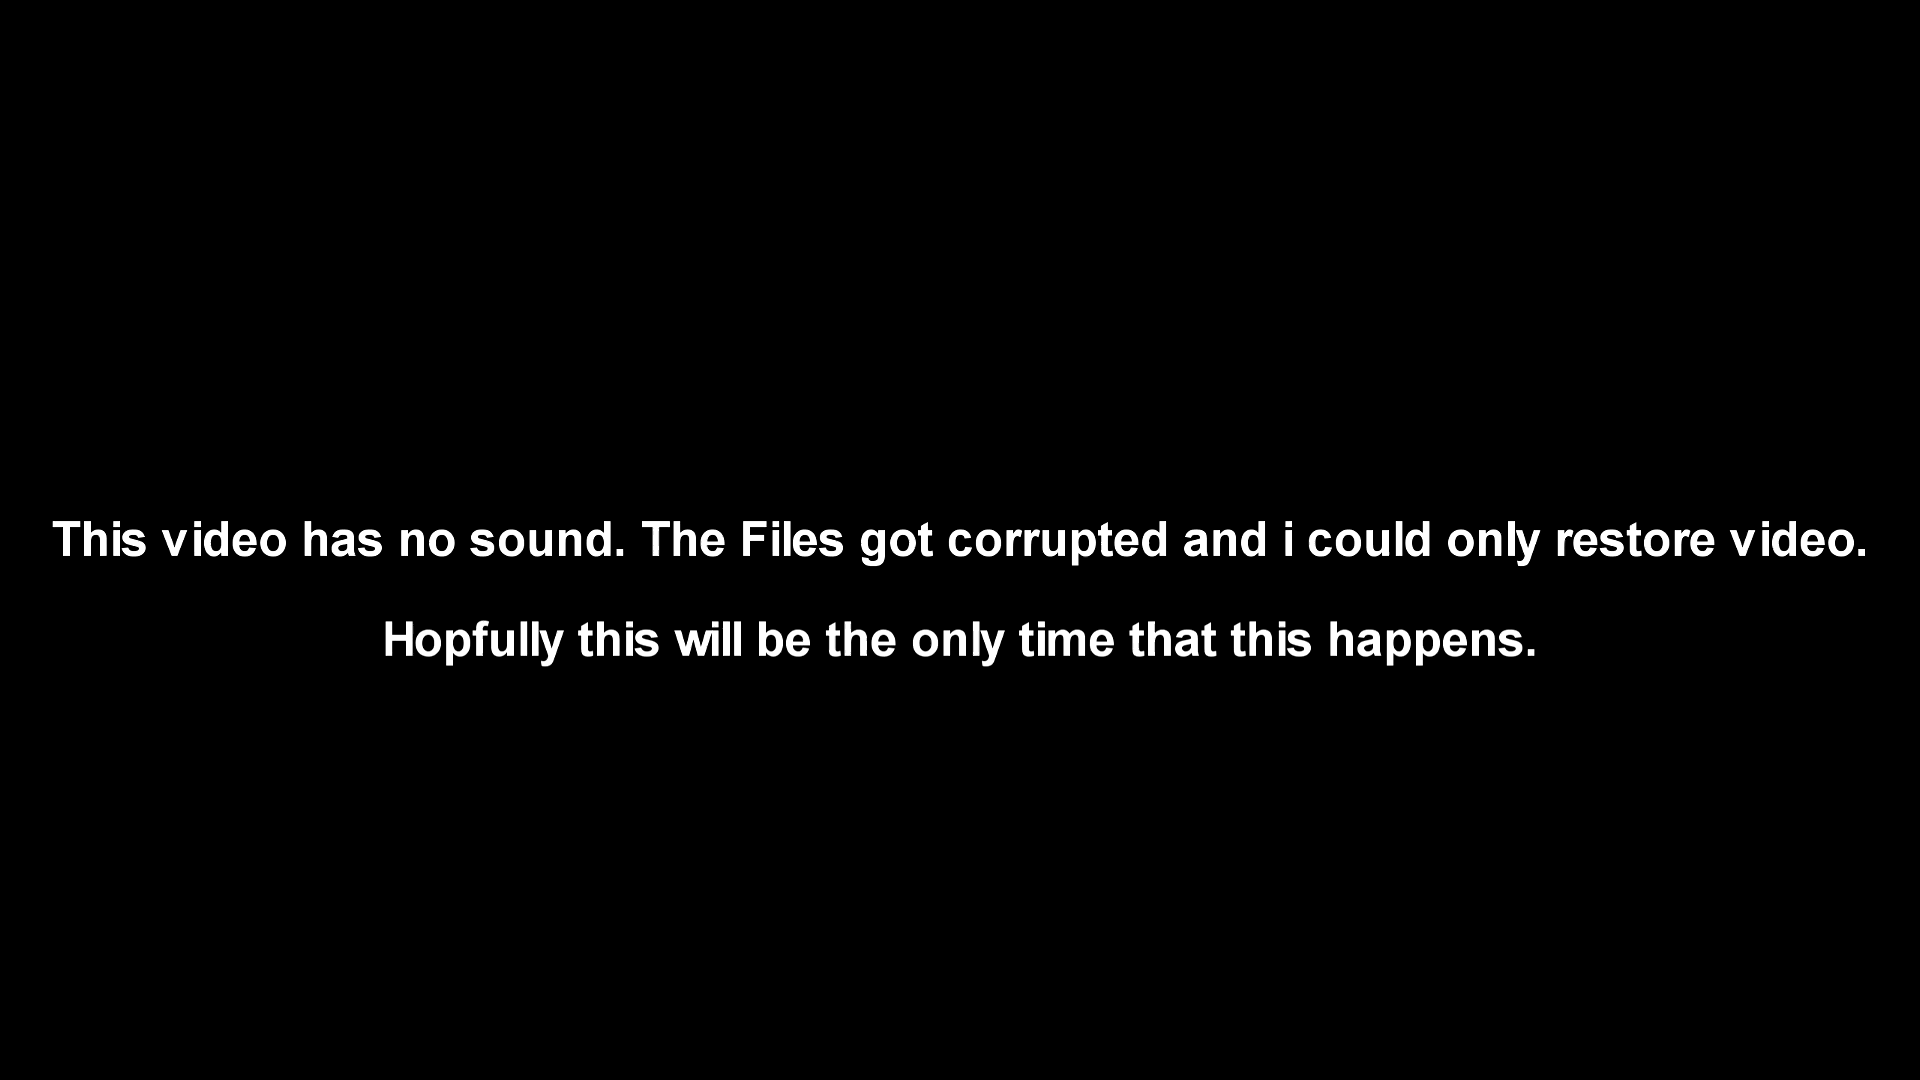 This video has no sound. The Files got corrupted and i could only restore video.
Hopfully this will be the only time that this happens.